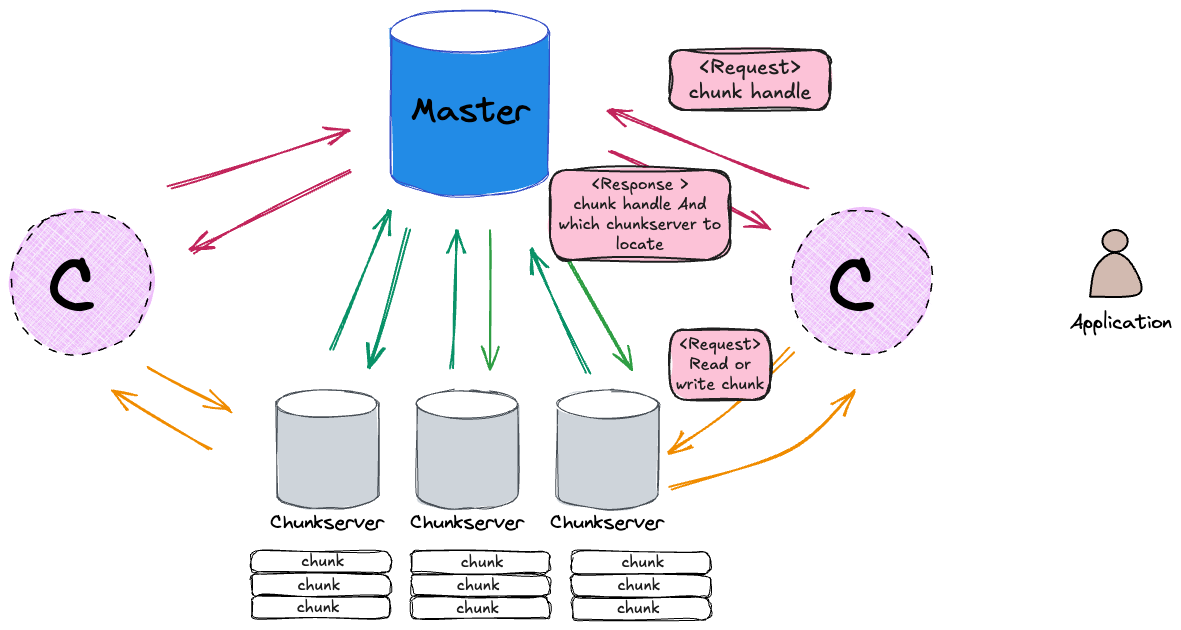 Master
<Request>
chunk handle
<Response >
chunk handle And
which chunkserver to
locate
C
C
Application
<Request>
Read or
write chunk
Chunkserver
Chunkserver
Chunkserver
chunk
chunk
chunk
chunk
chunk
chunk
chunk
chunk
chunk